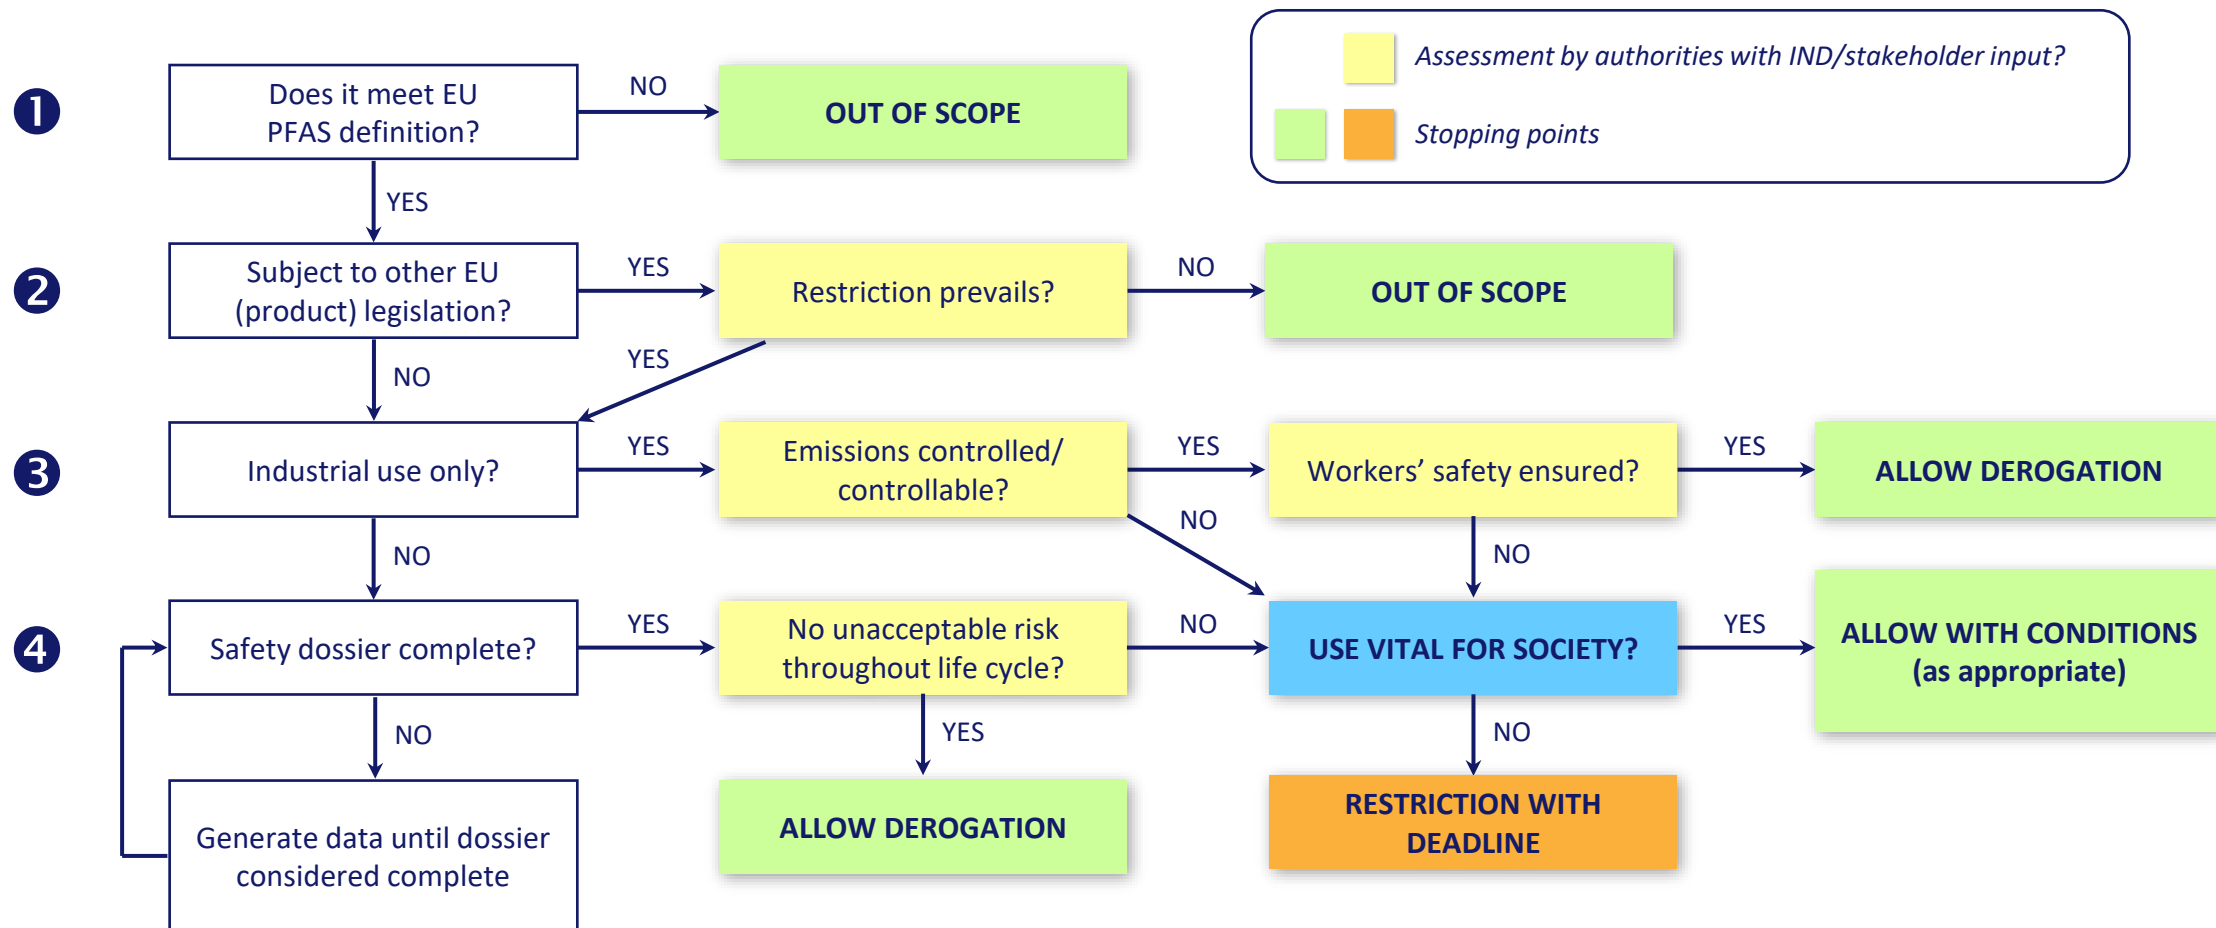 Assessment by authorities with IND/stakeholder input?
Stopping points
1
Does it meet EU
PFAS definition?
NO
OUT OF SCOPE
YES
2
Subject to other EU
(product) legislation?
YES
Restriction prevails?
NO
OUT OF SCOPE
YES
NO
3
Industrial use only?
YES
Emissions controlled/
controllable?
YES
Workers’ safety ensured?
YES
ALLOW DEROGATION
NO
NO
NO
4
Safety dossier complete?
YES
No unacceptable risk
throughout life cycle?
NO
USE VITAL FOR SOCIETY?
YES
ALLOW WITH CONDITIONS
(as appropriate)
NO
YES
NO
Generate data until dossier
considered complete
ALLOW DEROGATION
RESTRICTION WITH
DEADLINE